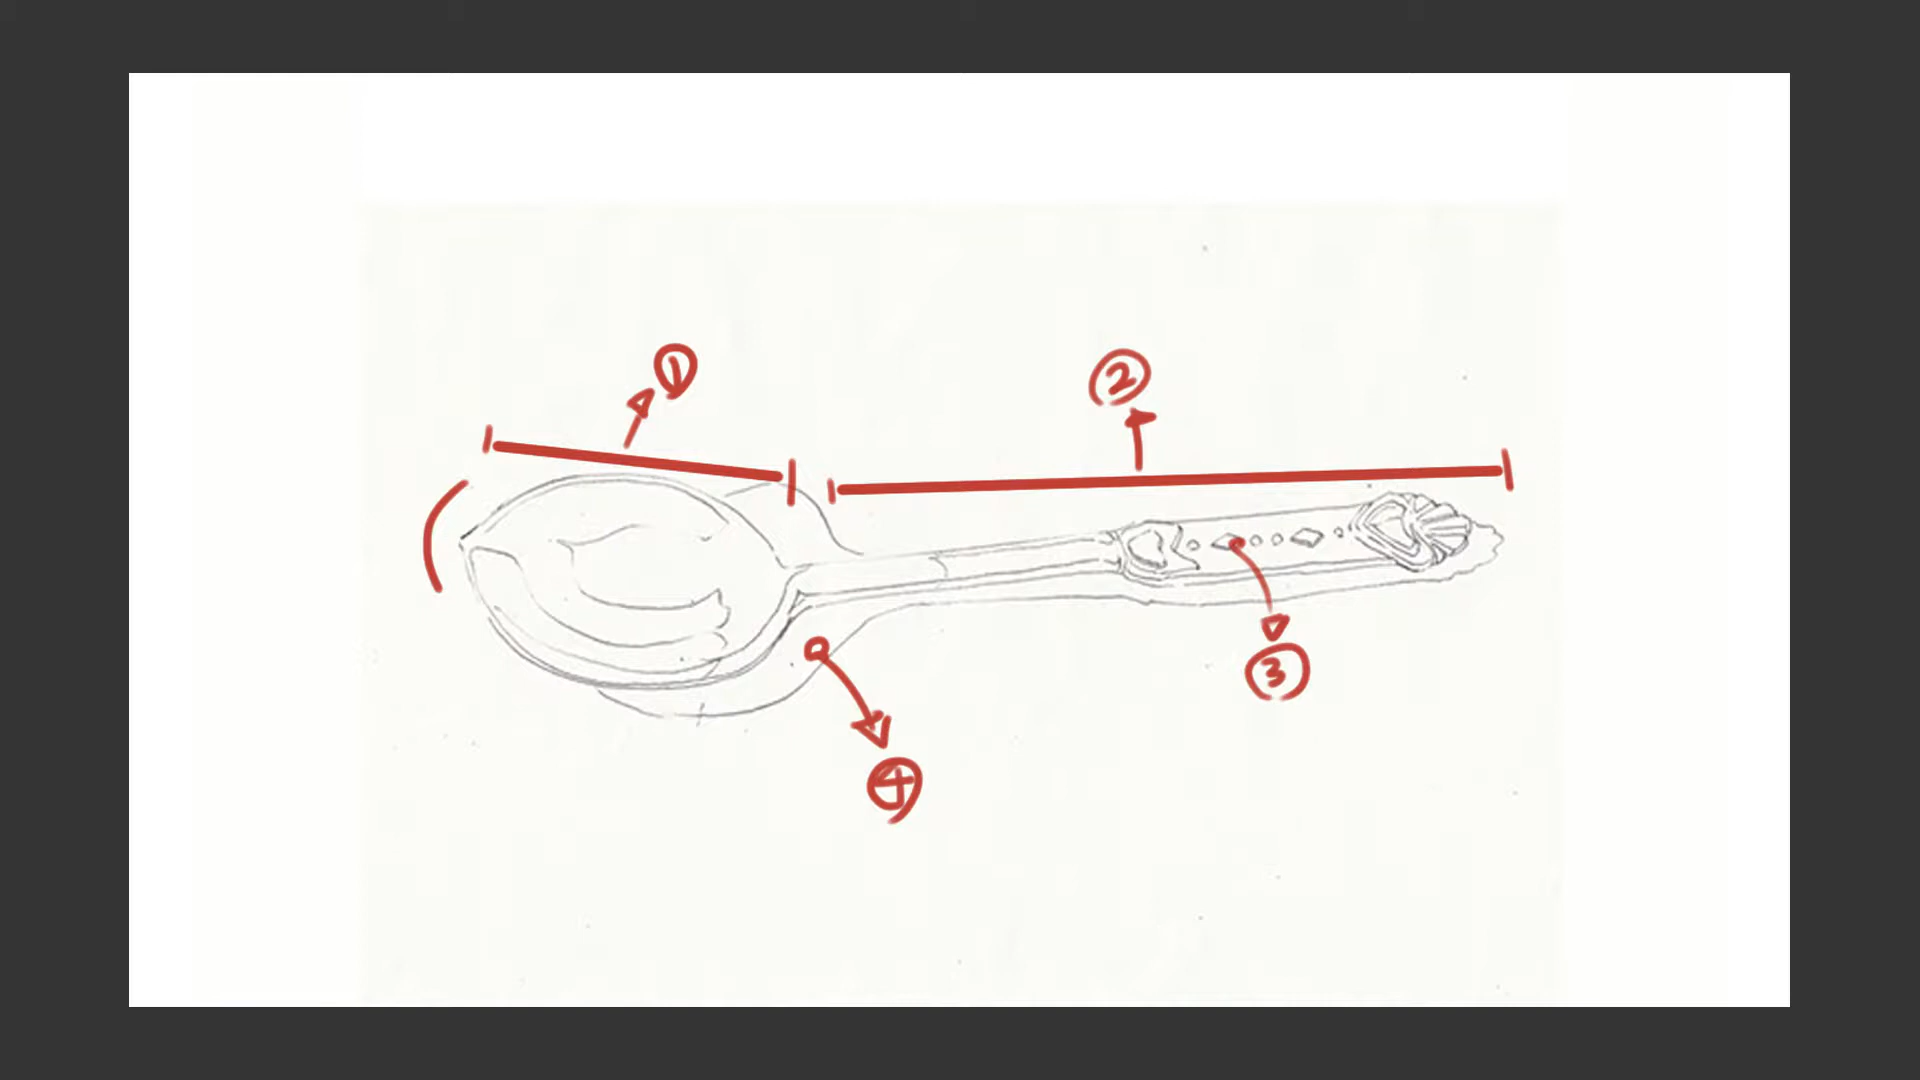 ①
②
③
④